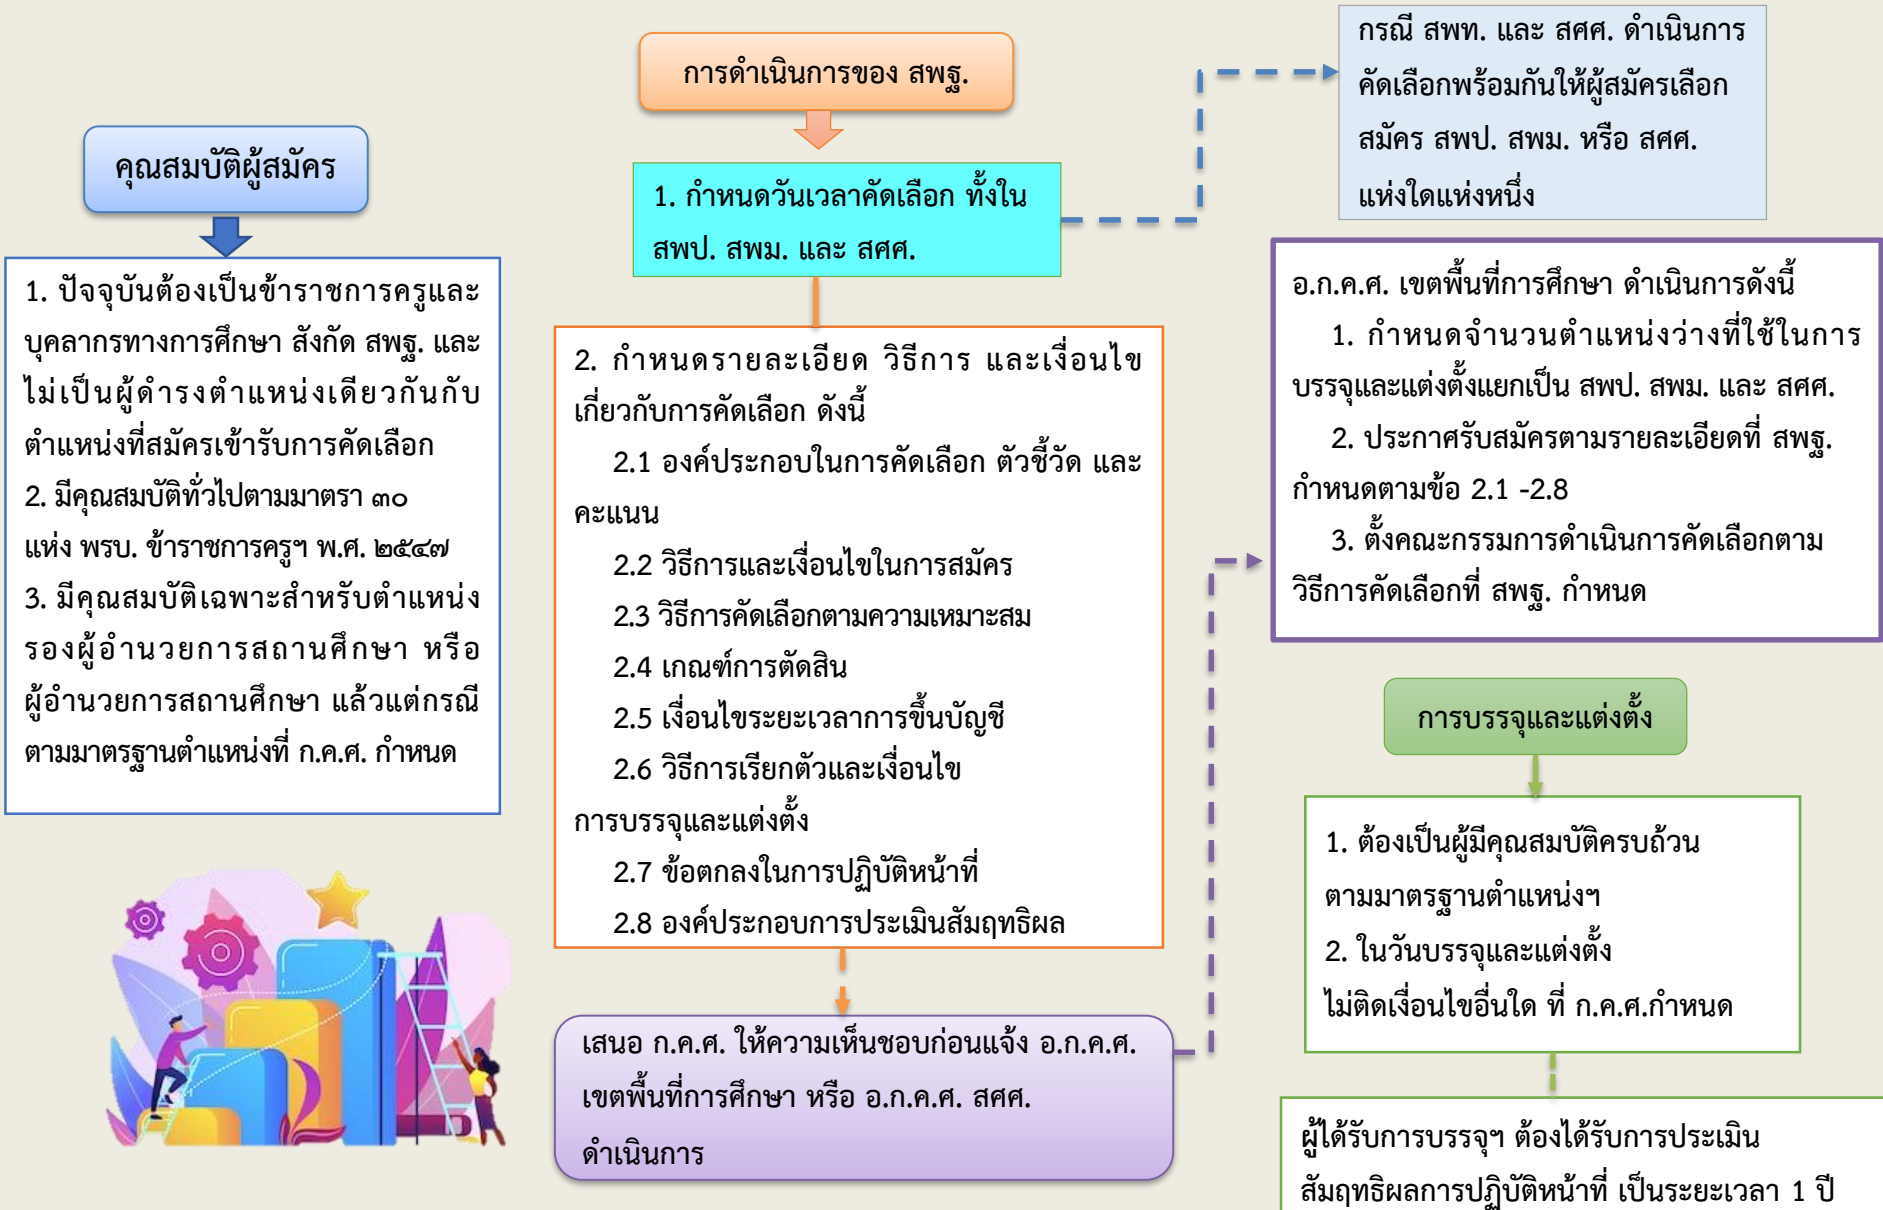 คุณสมบัติผู้สมัคร
1. ปัจจุบันต้องเป็นข้าราชการครูและ
บุคลากรทางการศึกษา สังกัด สพฐ. และ
ไม่เป็นผู้ดำรงตำแหน่งเดียวกันกับ
ตำแหน่งที่สมัครเข้ารับการคัดเลือก
2. มีคุณสมบัติทั่วไปตามมาตรา ๓๐
แห่ง พรบ. ข้าราชการครูฯ พ.ศ. ๒๕๔๗
3. มีคุณสมบัติเฉพาะสำหรับตำแหน่ง
รองผู้อำนวยการสถานศึกษา หรือ
ผู้อำนวยการสถานศึกษา แล้วแต่กรณี
ตามมาตรฐานตำแหน่งที่ ก.ค.ศ. กำหนด
การดำเนินการของ สพฐ.
1. กำหนดวันเวลาคัดเลือก ทั้งใน
สพป. สพม. และ สศศ.
กรณี สพท. และ สศศ. ดำเนินการ
คัดเลือกพร้อมกันให้ผู้สมัครเลือก
สมัคร สพป. สพม. หรือ สศศ.
แห่งใดแห่งหนึ่ง
2. กำหนดรายละเอียด วิธีการ และเงื่อนไข
เกี่ยวกับการคัดเลือก ดังนี้
2.1 องค์ประกอบในการคัดเลือก ตัวชี้วัด และ
คะแนน
2.2 วิธีการและเงื่อนไขในการสมัคร
2.3 วิธีการคัดเลือกตามความเหมาะสม
2.4 เกณฑ์การตัดสิน
2.5 เงื่อนไขระยะเวลาการขึ้นบัญชี
2.6 วิธีการเรียกตัวและเงื่อนไข
การบรรจุและแต่งตั้ง
2.7 ข้อตกลงในการปฏิบัติหน้าที่
2.8 องค์ประกอบการประเมินสัมฤทธิผล
เสนอ ก.ค.ศ. ให้ความเห็นชอบก่อนแจ้ง อ.ก.ค.ศ.
เขตพื้นที่การศึกษา หรือ อ.ก.ค.ศ. สศศ.
ดำเนินการ
อ.ก.ค.ศ. เขตพื้นที่การศึกษา ดำเนินการดังนี้
1. กำหนดจำนวนตำแหน่งว่างที่ใช้ในการ
บรรจุและแต่งตั้งแยกเป็น สพป. สพม. และ สศศ.
2. ประกาศรับสมัครตามรายละเอียดที่ สพฐ.
กำหนดตามข้อ 2.1 -2.8
3. ตั้งคณะกรรมการดำเนินการคัดเลือกตาม
วิธีการคัดเลือกที่ สพฐ. กำหนด
การบรรจุและแต่งตั้ง
1. ต้องเป็นผู้มีคุณสมบัติครบถ้วน
ตามมาตรฐานตำแหน่งฯ
2. ในวันบรรจุและแต่งตั้ง
ไม่ติดเงื่อนไขอื่นใด ที่ ก.ค.ศ.กำหนด
ผู้ได้รับการบรรจุฯ ต้องได้รับการประเมิน
สัมฤทธิผลการปฏิบัติหน้าที่ เป็นระยะเวลา 1 ปี